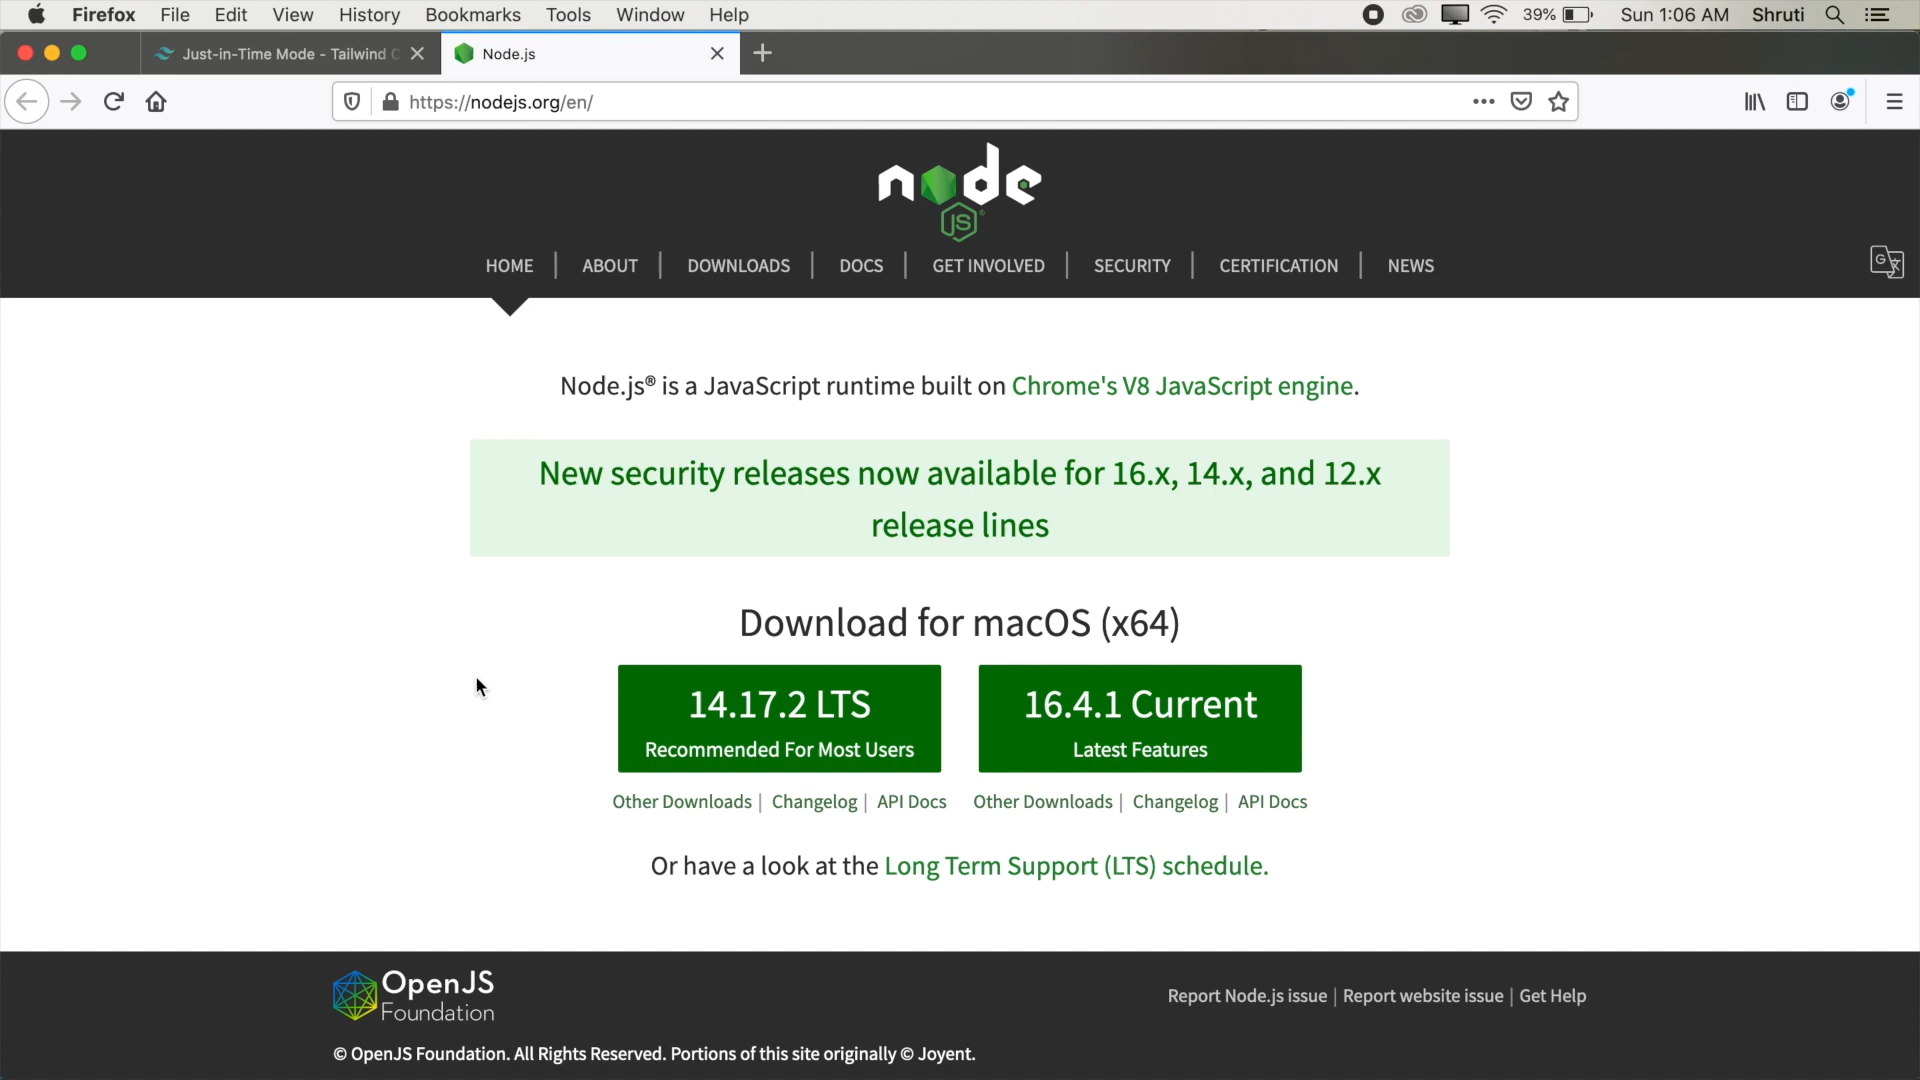 Firefox File Edit View History Bookmarks Tools Window Help 39% Sun 1:06 AM Shruti
Just-in-Time Mode - Tailwind C Node.js
https://nodejs.org/en/
node
JS
HOME | ABOUT | DOWNLOADS | DOCS | GET INVOLVED | SECURITY | CERTIFICATION | NEWS
Node.js® is a JavaScript runtime built on Chrome's V8 JavaScript engine.
New security releases now available for 16.x, 14.x, and 12.x
release lines
Download for macOS (x64)
14.17.2 LTS
Recommended For Most Users
16.4.1 Current
Latest Features
Other Downloads | Changelog | API Docs
Other Downloads | Changelog | API Docs
Or have a look at the Long Term Support (LTS) schedule.
OpenJS
Foundation
Report Node.js issue | Report website issue | Get Help
© OpenJS Foundation. All Rights Reserved. Portions of this site originally © Joyent.